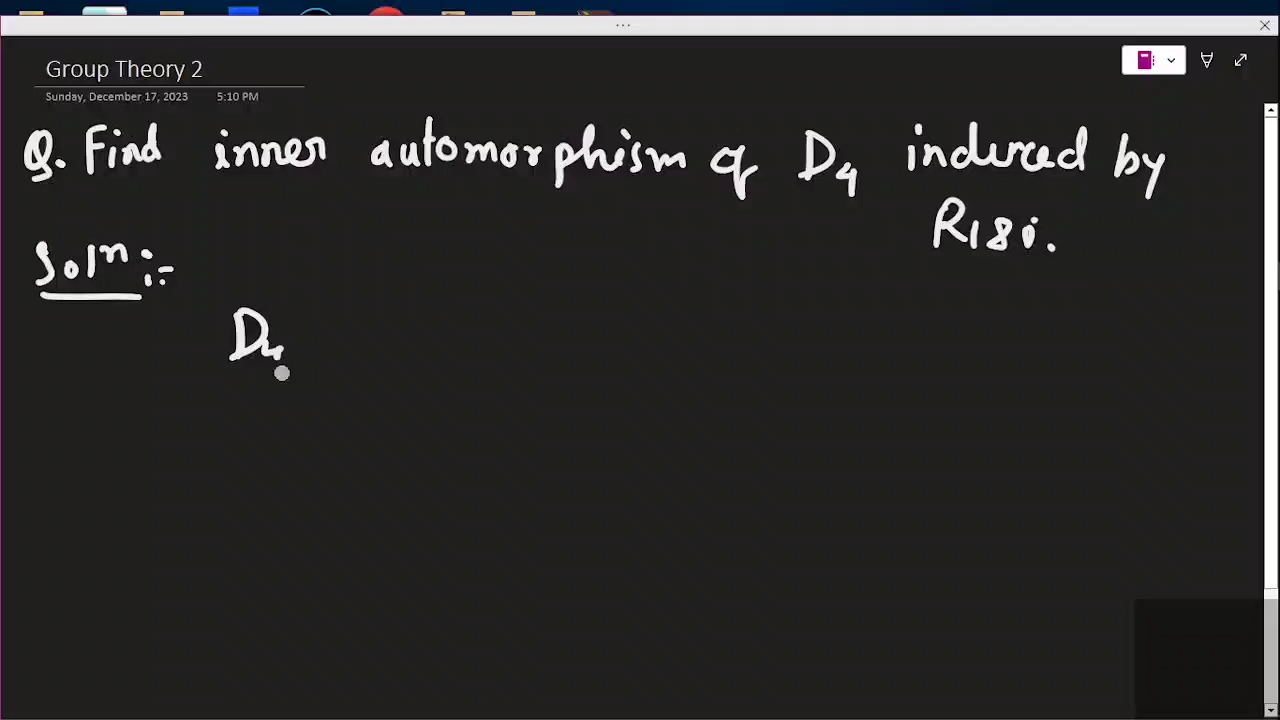 Group Theory 2
Sunday, December 17, 2023 5:10 PM
Q. Find inner automorphism of D4 induced by
R180.
Soln :-
D4